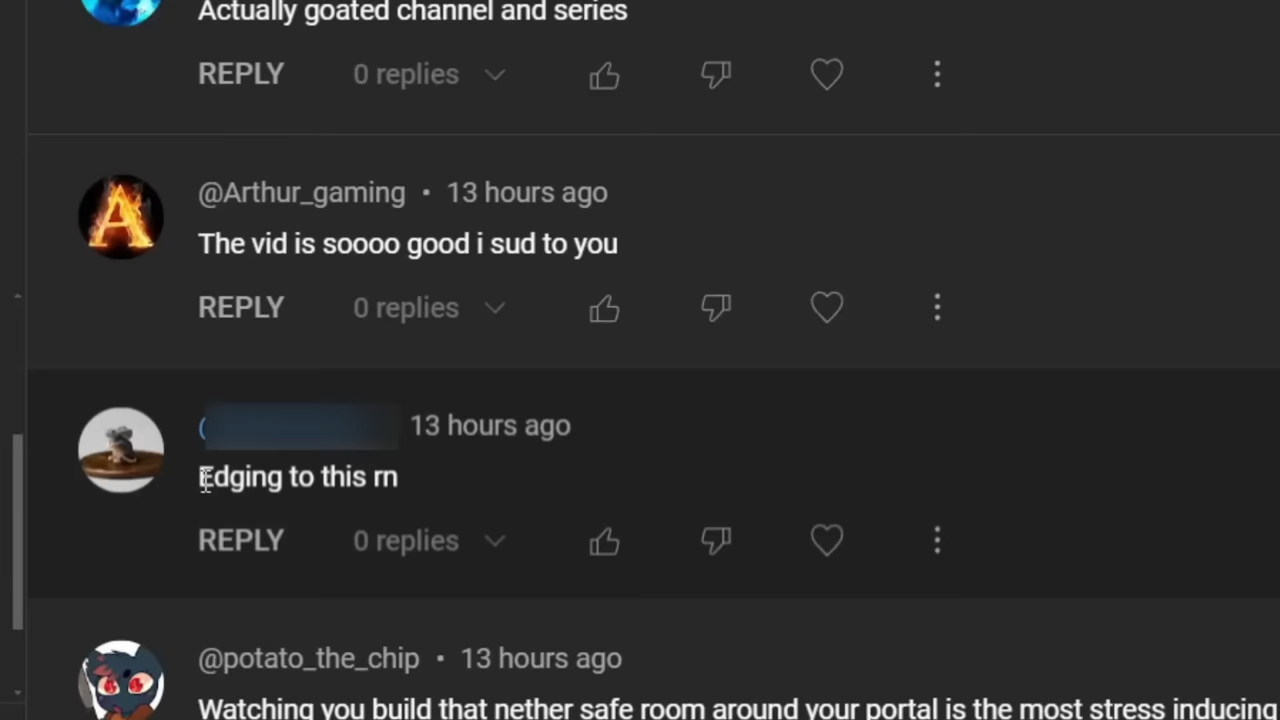 Actually goated channel and series
REPLY 0 replies
@Arthur_gaming • 13 hours ago
The vid is soooo good i sud to you
REPLY 0 replies
13 hours ago
Edging to this rn
REPLY 0 replies
@potato_the_chip • 13 hours ago
Watching you build that nether safe room around your portal is the most stress inducing